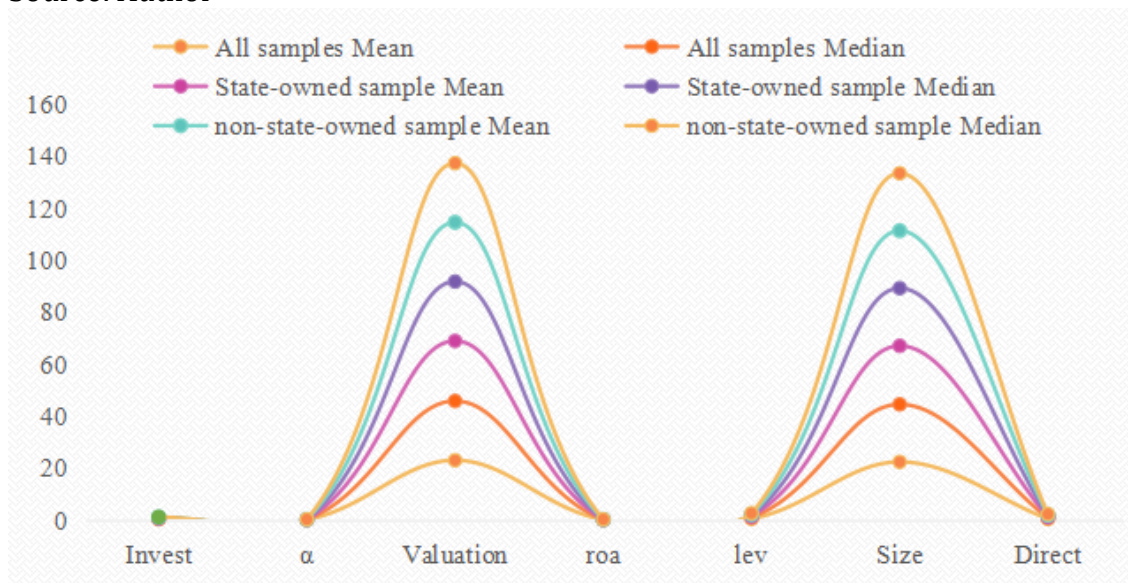 Source: Author
All samples Mean
All samples Median
State-owned sample Mean
State-owned sample Median
non-state-owned sample Mean
non-state-owned sample Median
160
140
120
100
80
60
40
20
0
Invest α Valuation roa lev Size Direct